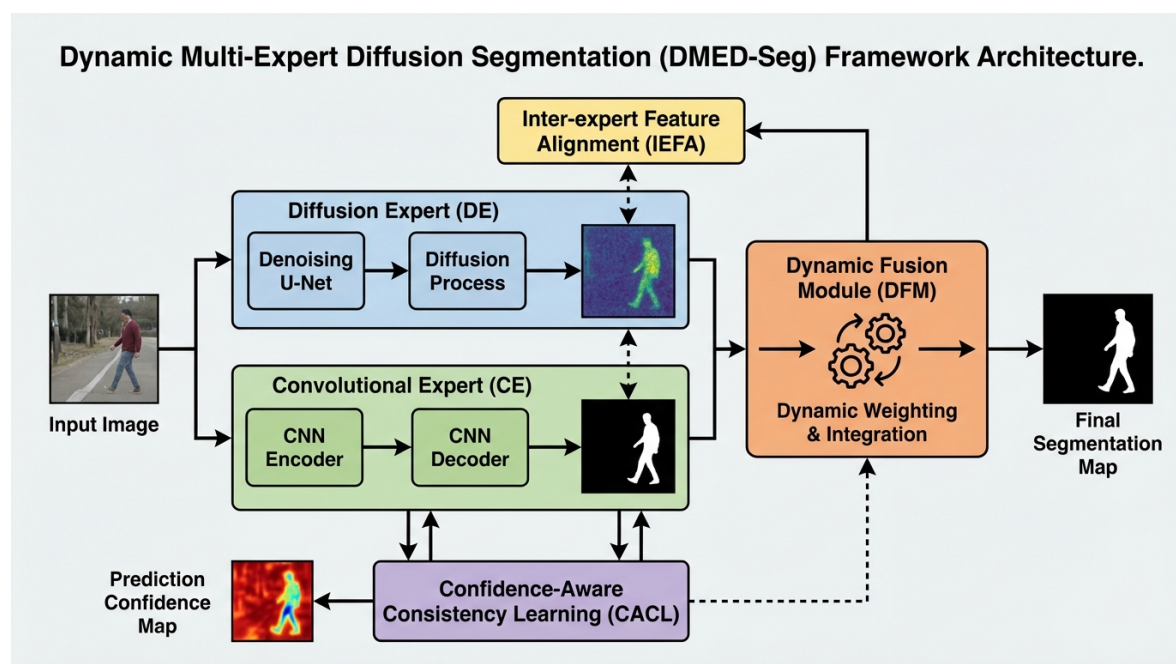 Dynamic Multi-Expert Diffusion Segmentation (DMED-Seg) Framework Architecture.
Inter-expert Feature
Alignment (IEFA)
Diffusion Expert (DE)
Denoising
U-Net
Diffusion
Process
Input Image
Convolutional Expert (CE)
CNN
Encoder
CNN
Decoder
Dynamic Fusion
Module (DFM)
Dynamic Weighting
& Integration
Final
Segmentation
Map
Prediction
Confidence
Map
Confidence-Aware
Consistency Learning (CACL)